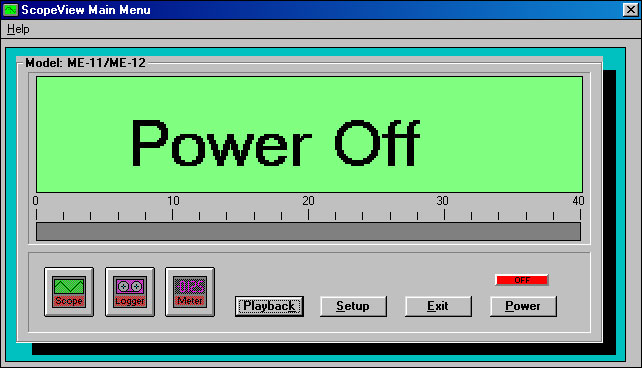 ScopeView Main Menu
Help
Model: ME-11/ME-12
Power Off
0 10 20 30 40
OFF
Scope Logger Meter
Playback Setup Exit Power